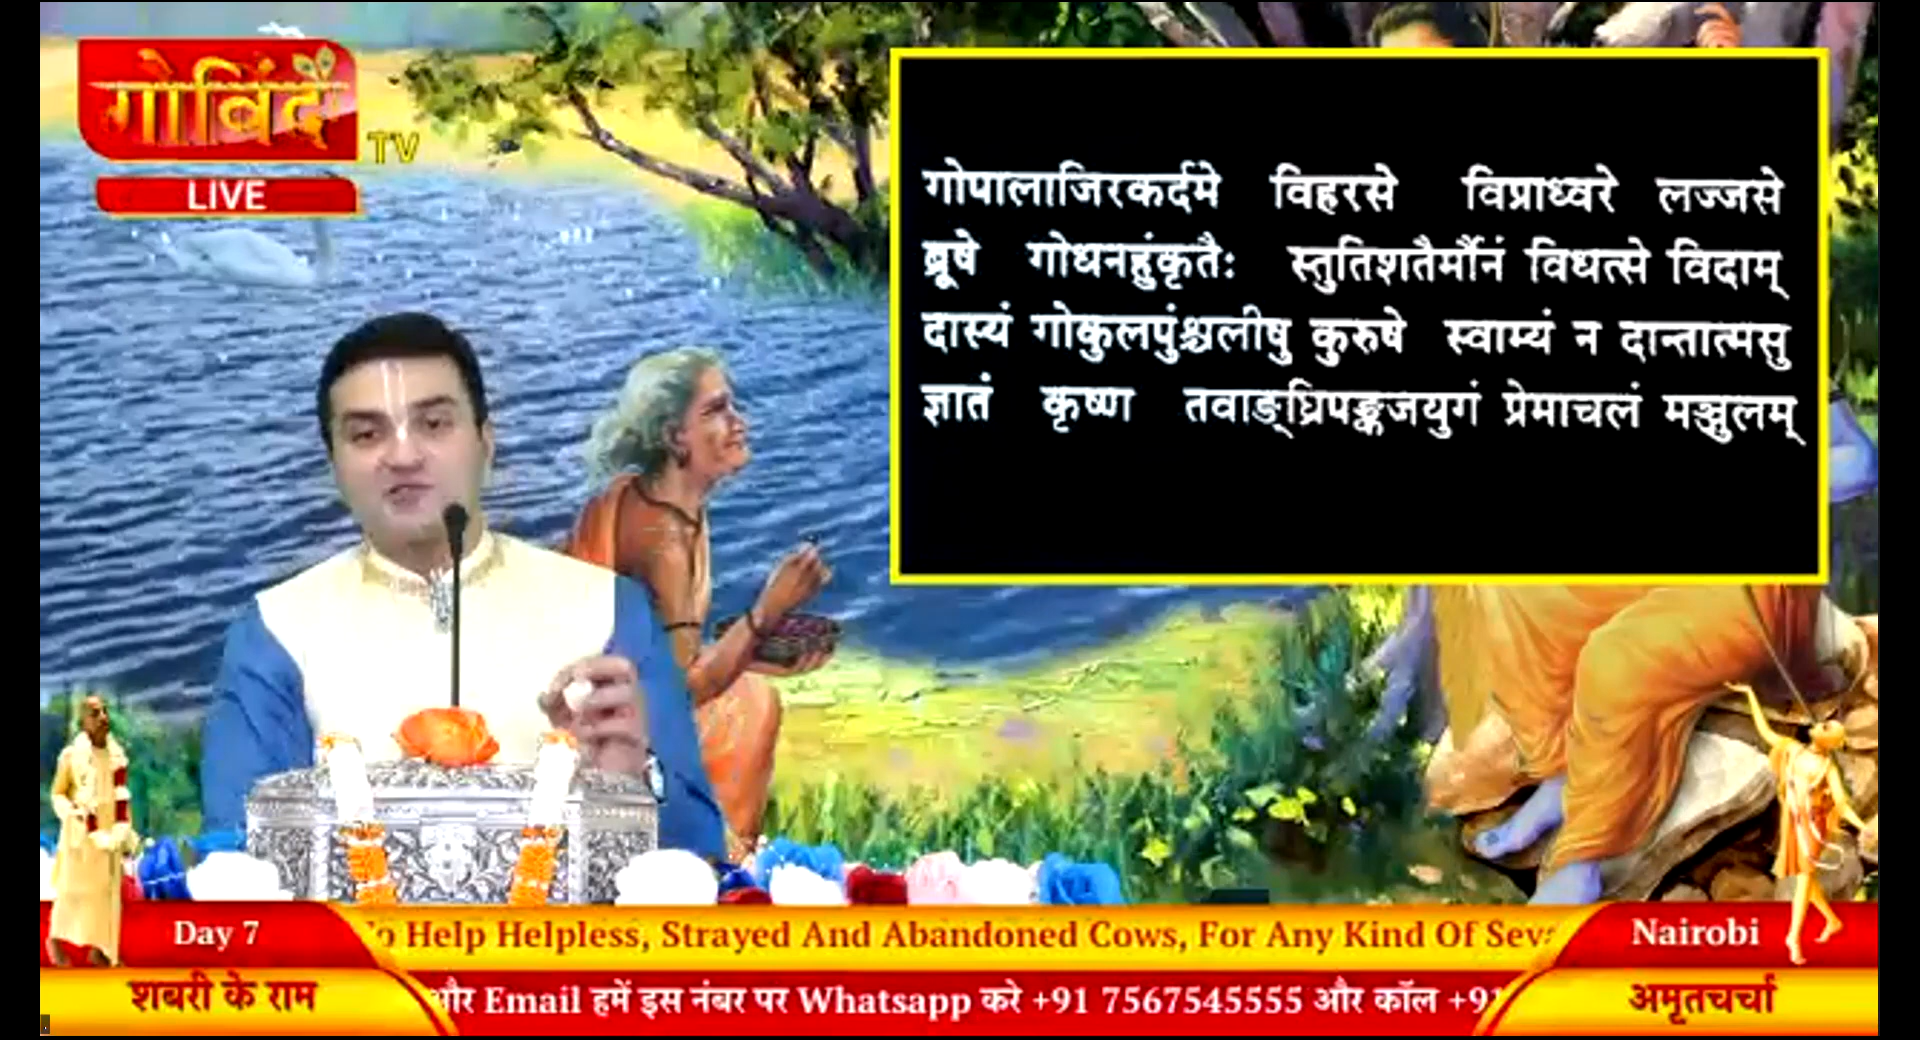 गोविंद
TV
LIVE
गोपालाजिरकर्दमे विहरसे विप्राध्वरे लज्जसे
ब्रूषे गोधनहुंकृतैः स्तुतिशतैर्मौनं विधत्से विदाम्
दास्यं गोकुलपुंश्चलीषु कुरुषे स्वाम्यं न दान्तात्मसु
ज्ञातं कृष्ण तवाङ्घ्रिपङ्कजयुगं प्रेमाचलं मञ्जुलम्
Day 7
Help Helpless, Strayed And Abandoned Cows, For Any Kind Of
Nairobi
शबरी के राम
और Email हमें इस नंबर पर Whatsapp करे +91 7567545555 और कॉल
अमृतचर्चा